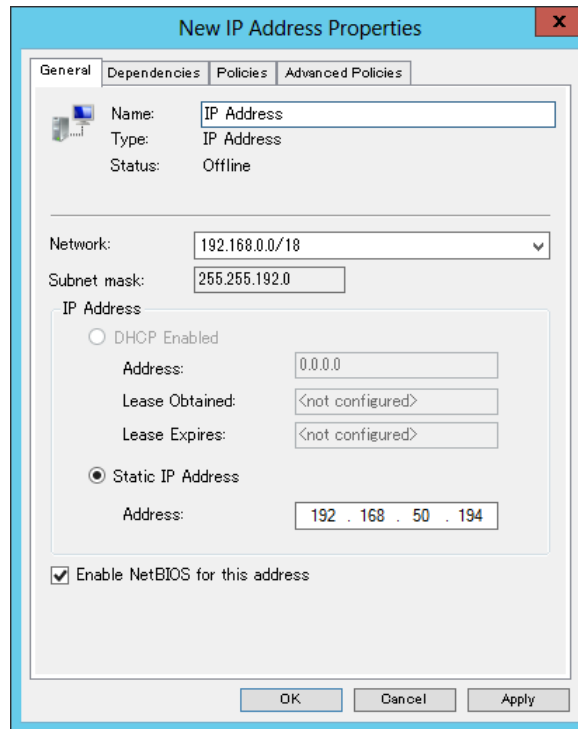 New IP Address Properties
x
General Dependencies Policies Advanced Policies
Name: IP Address
Type: IP Address
Status: Offline
Network: 192.168.0.0/18
Subnet mask: 255.255.192.0
IP Address
DHCP Enabled
Address: 0.0.0.0
Lease Obtained: <not configured>
Lease Expires: <not configured>
Static IP Address
Address: 192 . 168 . 50 . 194
Enable NetBIOS for this address
OK Cancel Apply